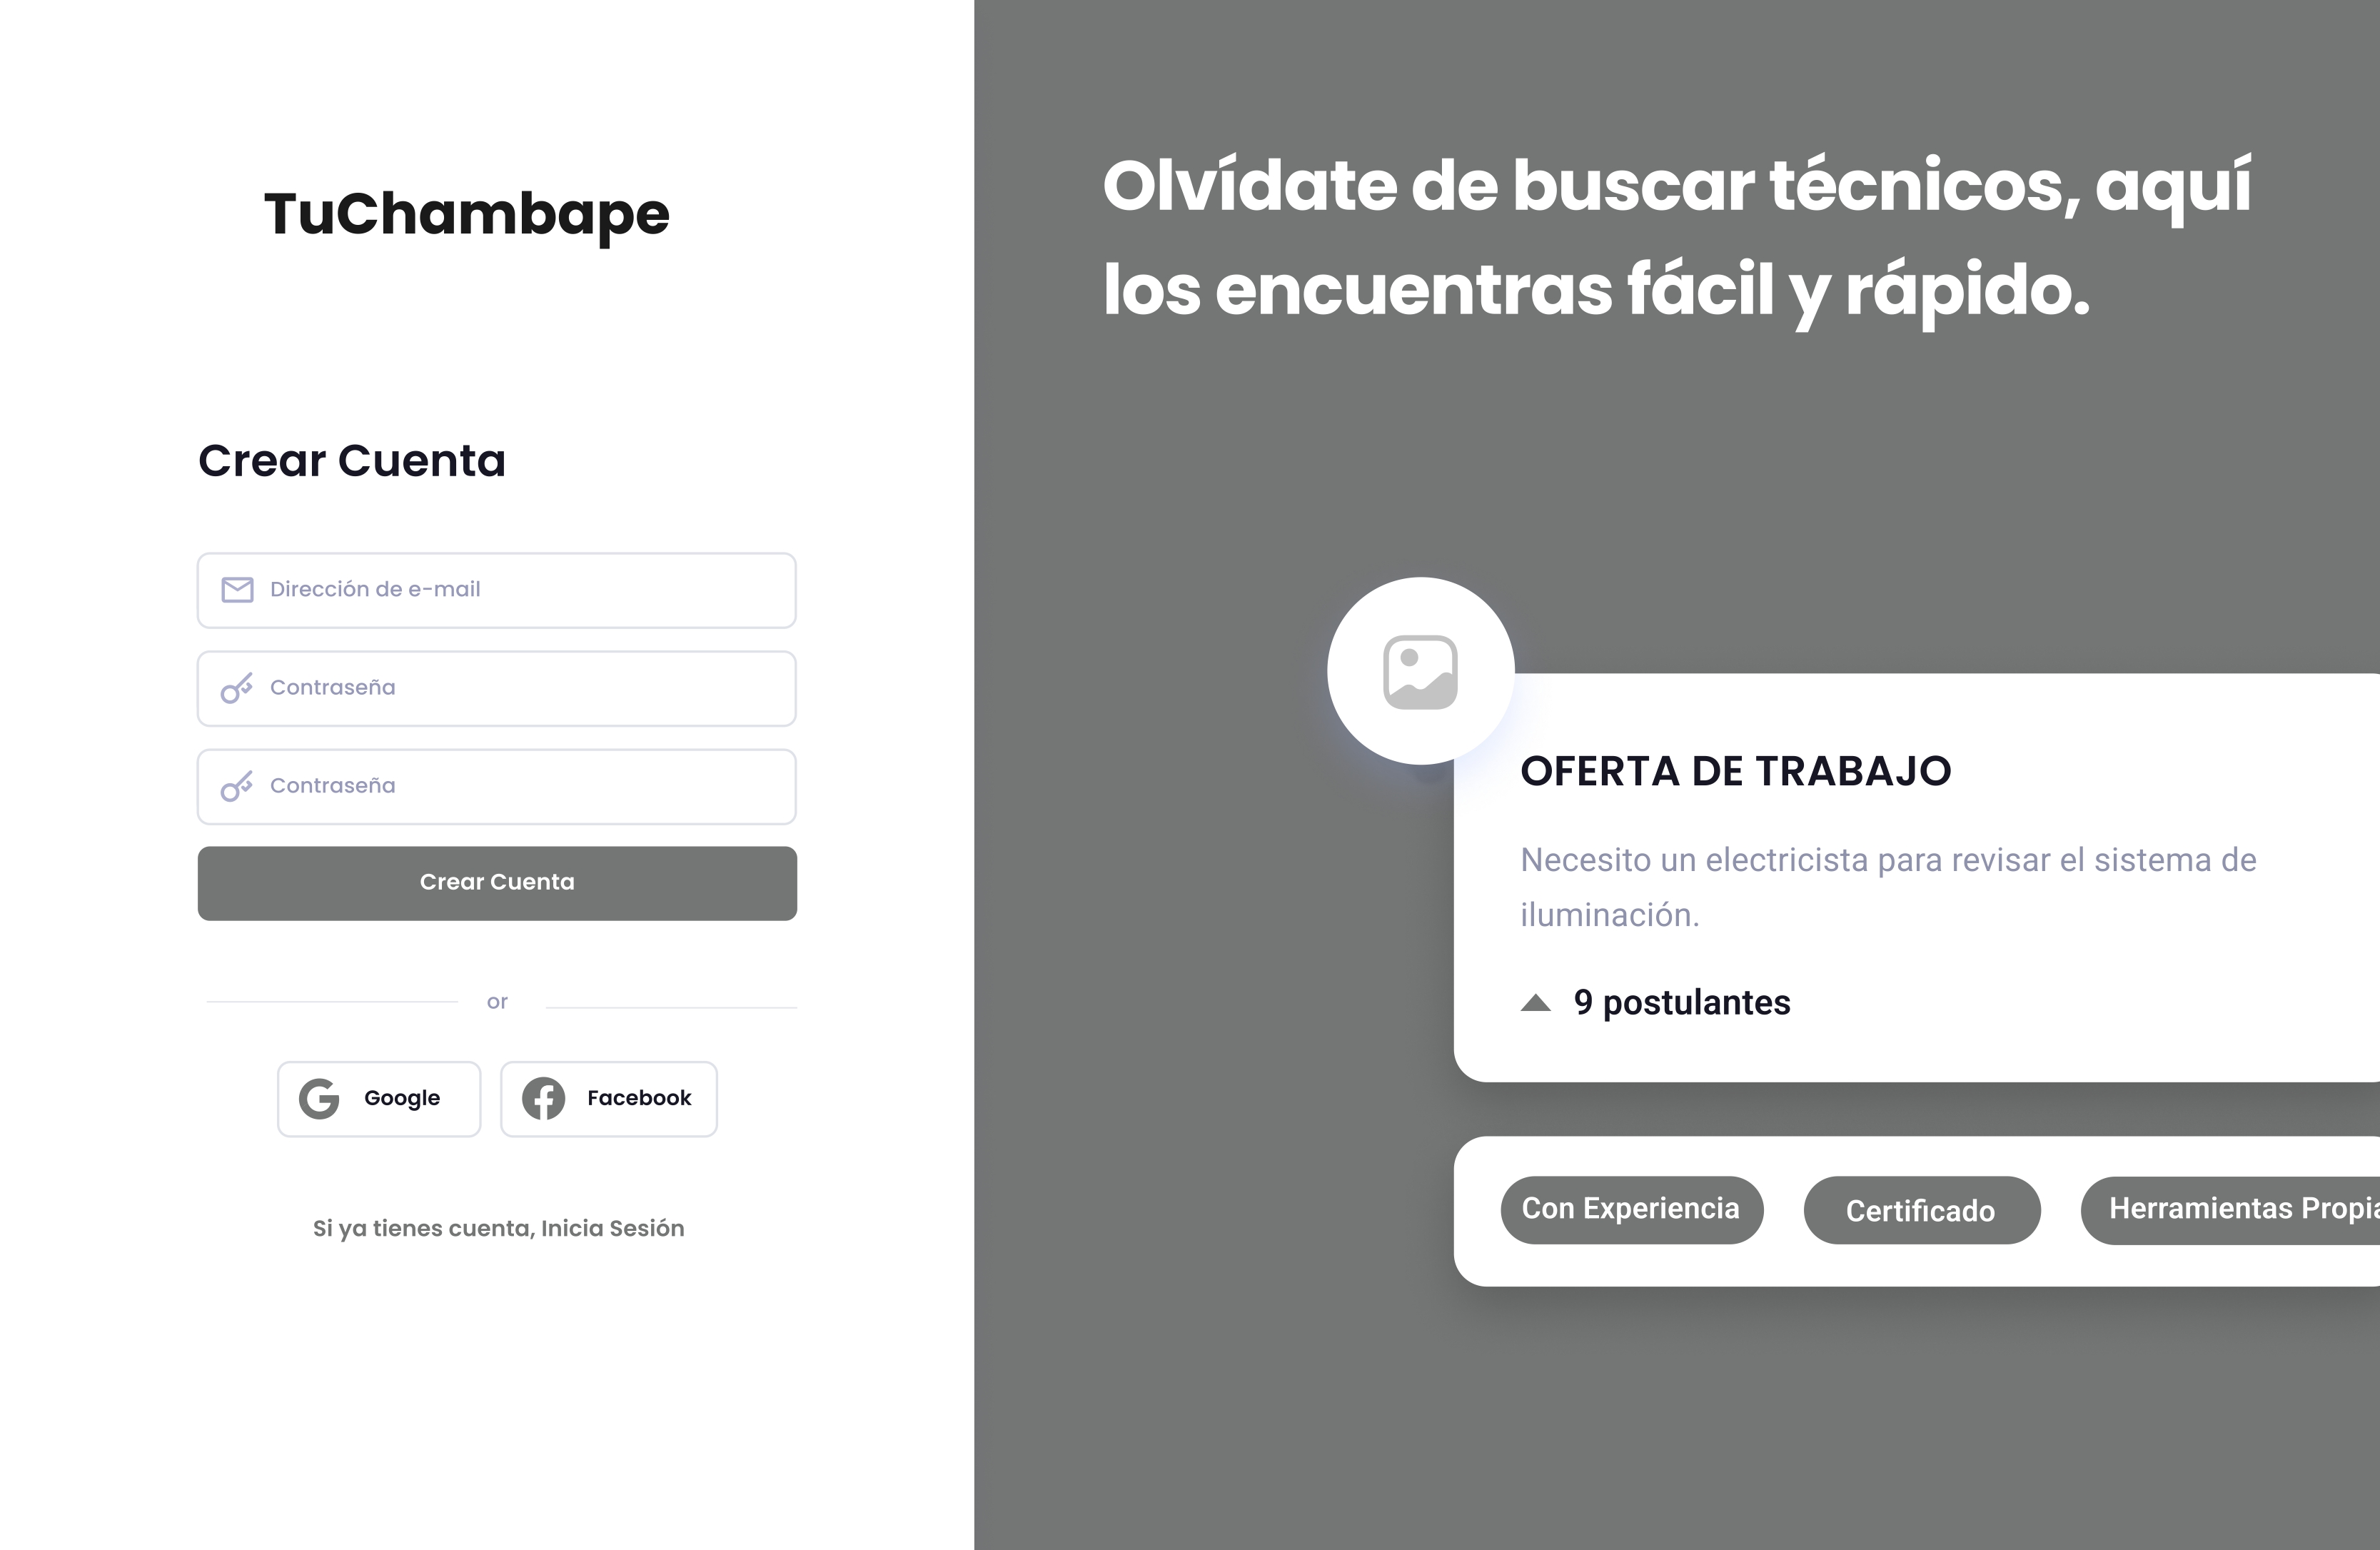 TuChambape
Crear Cuenta
Dirección de e-mail
Contraseña
Contraseña
Crear Cuenta
or
Google
Facebook
Si ya tienes cuenta, Inicia Sesión
Olvídate de buscar técnicos, aquí
los encuentras fácil y rápido.
OFERTA DE TRABAJO
Necesito un electricista para revisar el sistema de
iluminación.
9 postulantes
Con Experiencia
Certificado
Herramientas Propia